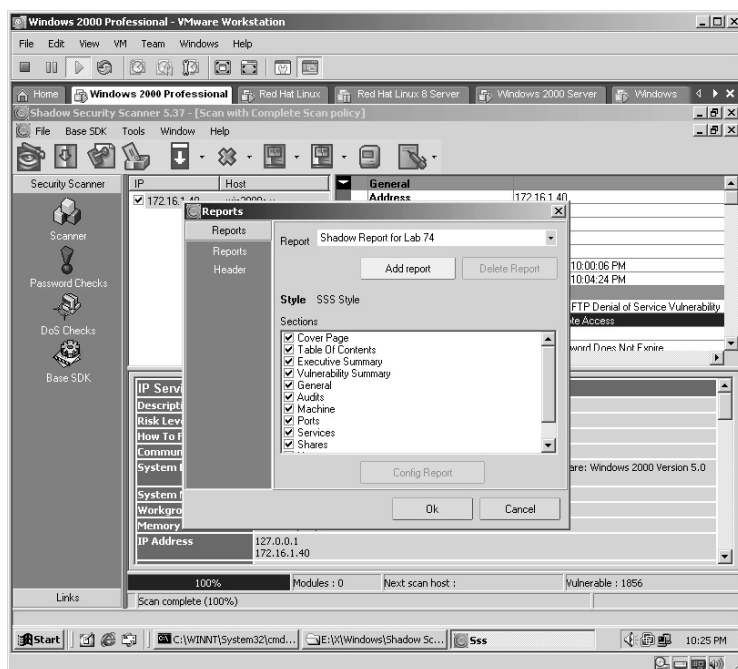 Windows 2000 Professional - VMware Workstation
File Edit View VM Team Windows Help
Home Windows 2000 Professional Red Hat Linux Red Hat Linux 8 Server Windows 2000 Server Windows
Shadow Security Scanner 5.37 - [Scan with Complete Scan policy]
File Base SDK Tools Window Help
Security Scanner
Scanner
Password Checks
DoS Checks
Base SDK
Links
IP Host
172.16.1.40
General
Address 172.16.1.40
10:00:06 PM
10:04:24 PM
FTP Denial of Service Vulnerability
Access
word Does Not Expire
Reports
Reports
Reports
Header
Report Shadow Report for Lab 74
Add report Delete Report
Style SSS Style
Sections
Cover Page
Table Of Contents
Executive Summary
Vulnerability Summary
General
Audits
Machine
Ports
Services
Shares
Config Report
Ok Cancel
IP Servi
Descripti
Risk Leve
How To F
Commun
System
are: Windows 2000 Version 5.0
System
Workgro
Memory
IP Address 127.0.0.1
172.16.1.40
100% Modules : 0 Next scan host : Vulnerable : 1856
Scan complete (100%)
Start C:\WINNT\System32\cmd... E:\X\Windows\Shadow Sc... Sss 10:25 PM